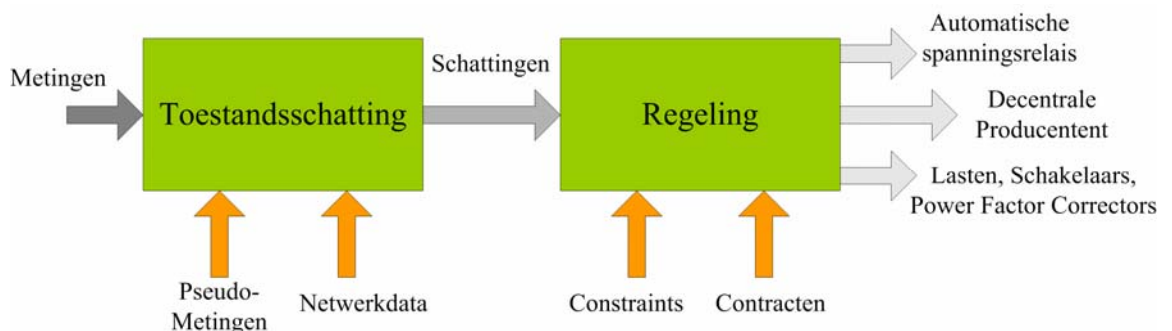 Metingen
Toestandsschatting
Schattingen
Regeling
Automatische
spanningsrelais
Decentrale
Producentent
Lasten, Schakelaars,
Power Factor Correctors
Pseudo-
Metingen
Netwerkdata
Constraints
Contracten